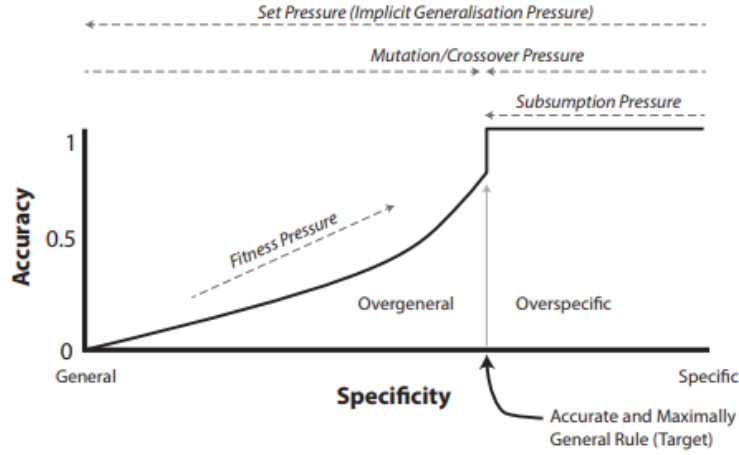 Set Pressure (Implicit Generalisation Pressure)
Mutation/Crossover Pressure
Subsumption Pressure
1
Accuracy
0.5
Fitness Pressure
Overgeneral
Overspecific
0
General
Specific
Specificity
Accurate and Maximally
General Rule (Target)